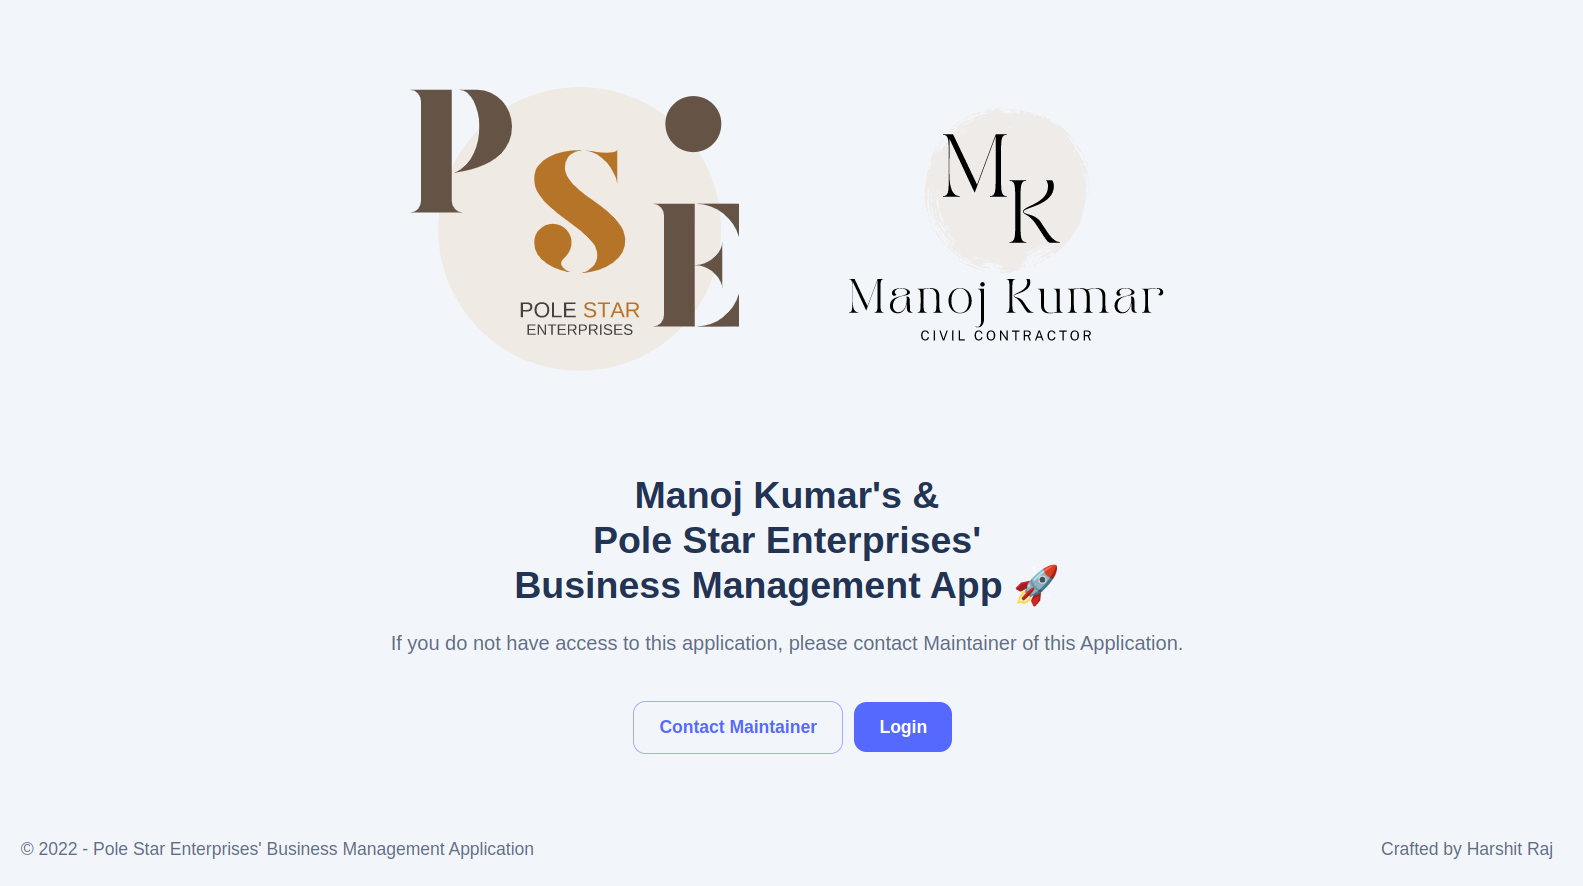 P
S
E
POLE STAR
ENTERPRISES
M
K
Manoj Kumar
CIVIL CONTRACTOR
Manoj Kumar's &
Pole Star Enterprises'
Business Management App 🚀
If you do not have access to this application, please contact Maintainer of this Application.
Contact Maintainer
Login
© 2022 - Pole Star Enterprises' Business Management Application
Crafted by Harshit Raj